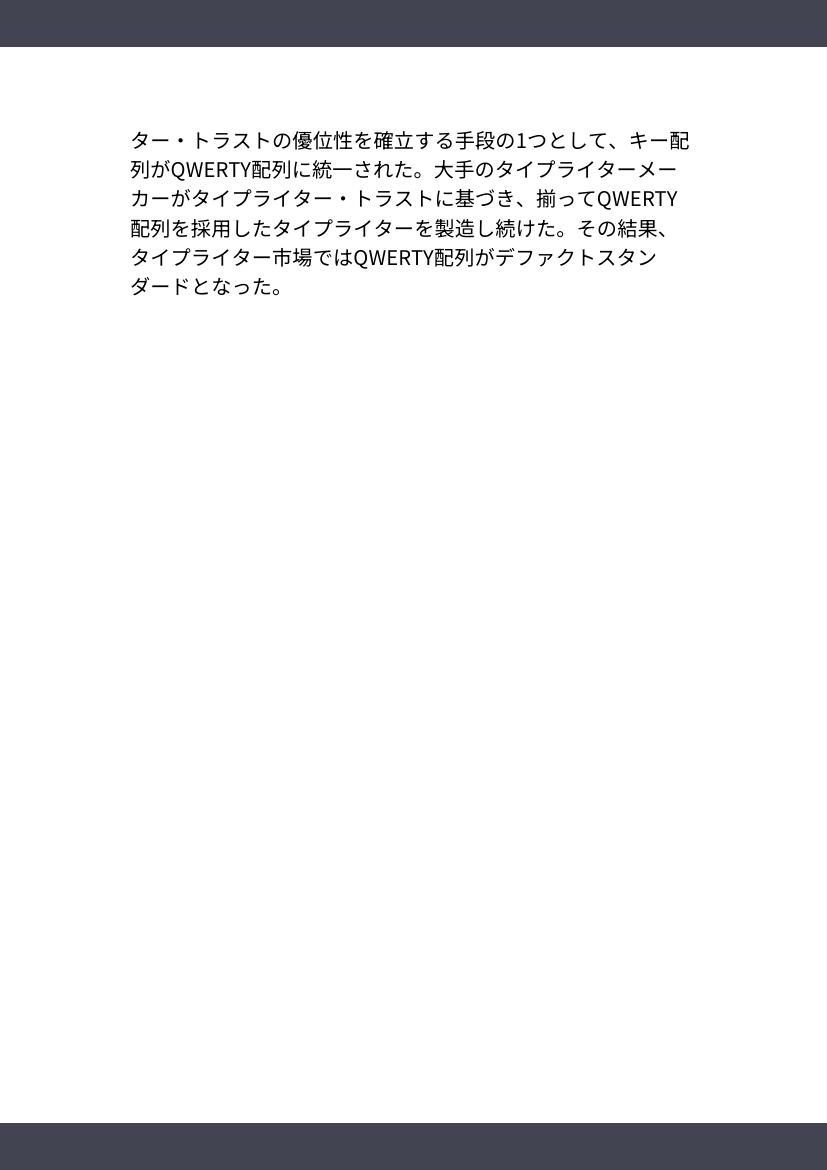 ター・トラストの優位性を確立する手段の1つとして、キー配
列がQWERTY配列に統一された。大手のタイプライターメー
カーがタイプライター・トラストに基づき、揃ってQWERTY
配列を採用したタイプライターを製造し続けた。その結果、
タイプライター市場ではQWERTY配列がデファクトスタン
ダードとなった。